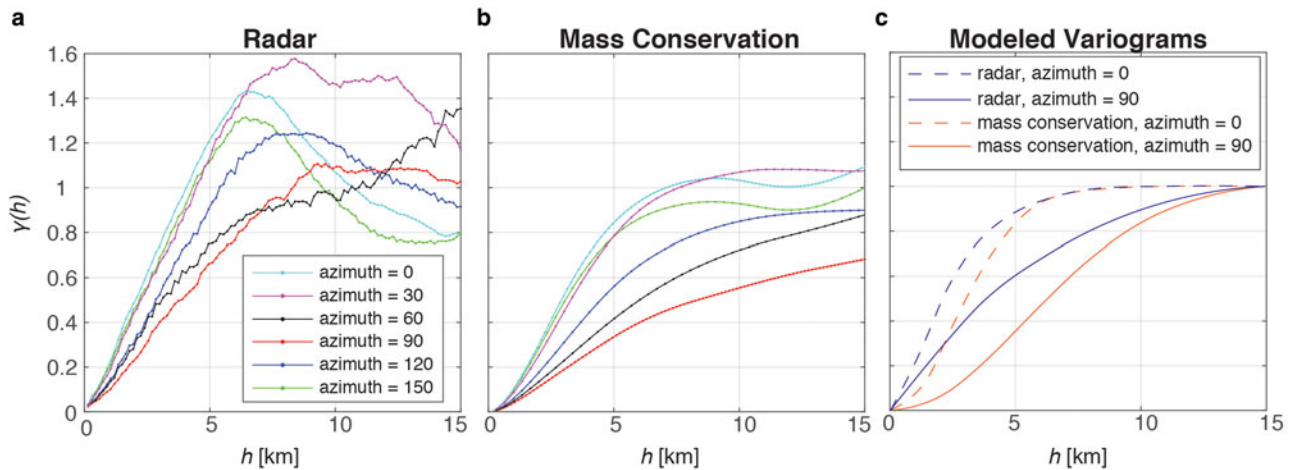 a
Radar
1.6
1.4
1.2
1
0.8
0.6
0.4
0.2
0
γ(h)
azimuth = 0
azimuth = 30
azimuth = 60
azimuth = 90
azimuth = 120
azimuth = 150
0 5 10 15
h [km]
b
Mass Conservation
0 5 10 15
h [km]
c
Modeled Variograms
radar, azimuth = 0
radar, azimuth = 90
mass conservation, azimuth = 0
mass conservation, azimuth = 90
0 5 10 15
h [km]